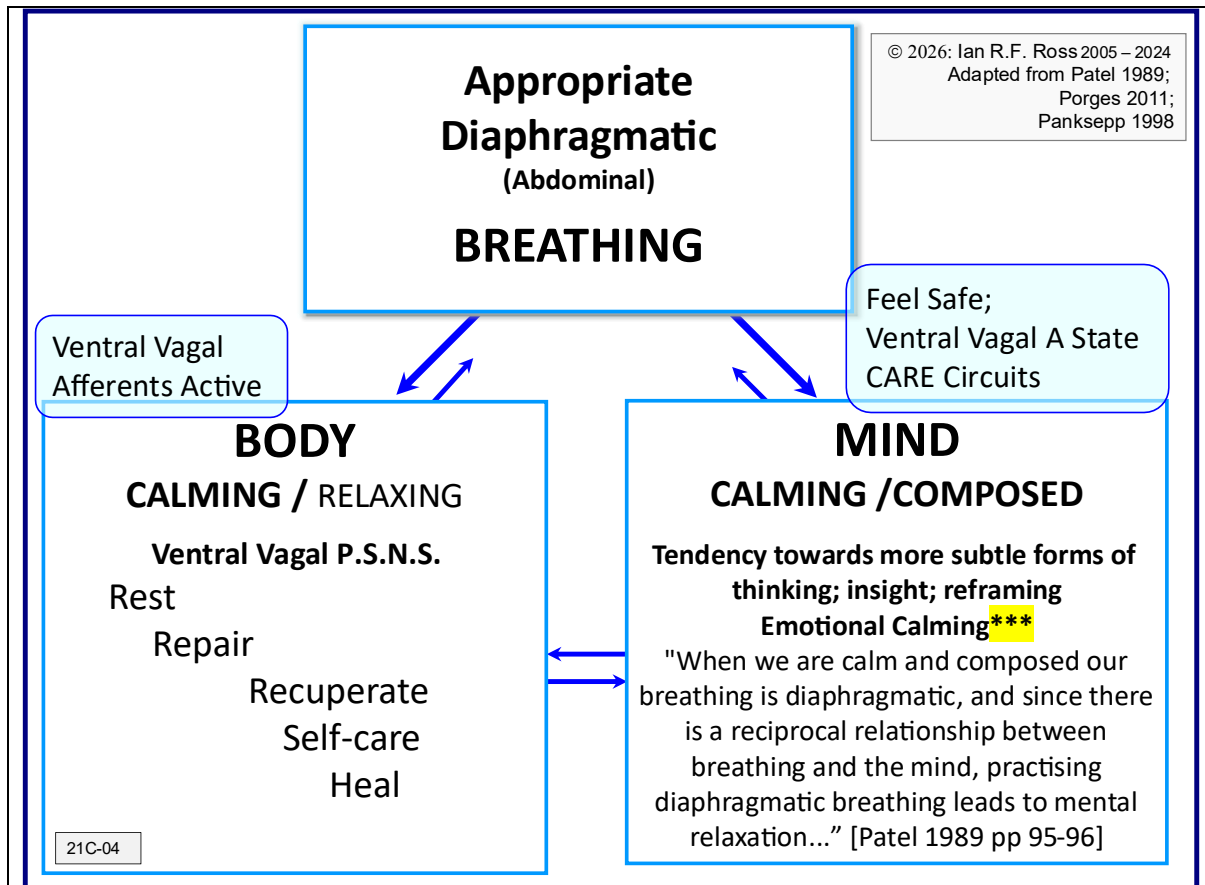 Appropriate
Diaphragmatic
(Abdominal)
BREATHING
© 2026: Ian R.F. Ross 2005 – 2024
Adapted from Patel 1989;
Porges 2011;
Panksepp 1998
Ventral Vagal
Afferents Active
Feel Safe;
Ventral Vagal A State
CARE Circuits
BODY
CALMING / RELAXING
Ventral Vagal P.S.N.S.
Rest
Repair
Recuperate
Self-care
Heal
21C-04
MIND
CALMING /COMPOSED
Tendency towards more subtle forms of
thinking; insight; reframing
Emotional Calming***
"When we are calm and composed our
breathing is diaphragmatic, and since there
is a reciprocal relationship between
breathing and the mind, practising
diaphragmatic breathing leads to mental
relaxation...” [Patel 1989 pp 95-96]